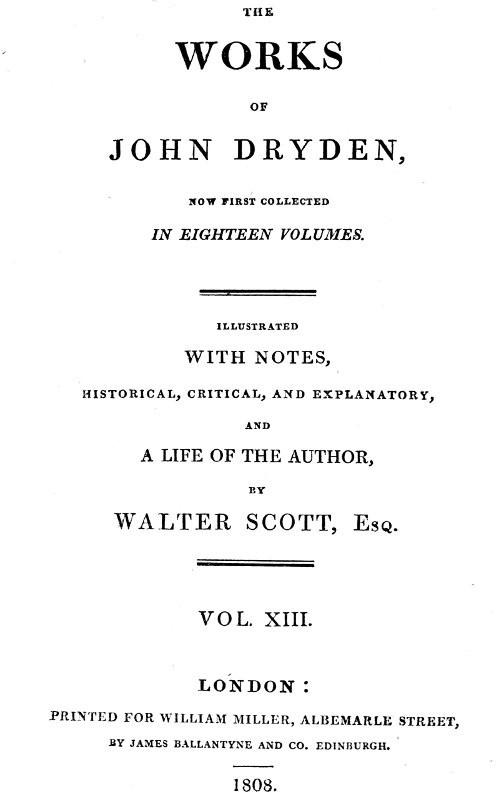 THE
WORKS
OF
JOHN DRYDEN,
NOW FIRST COLLECTED
IN EIGHTEEN VOLUMES.
ILLUSTRATED
WITH NOTES,
HISTORICAL, CRITICAL, AND EXPLANATORY,
AND
A LIFE OF THE AUTHOR,
BY
WALTER SCOTT, Esq.
VOL. XIII.
LONDON:
PRINTED FOR WILLIAM MILLER, ALBEMARLE STREET,
BY JAMES BALLANTYNE AND CO. EDINBURGH.
1808.